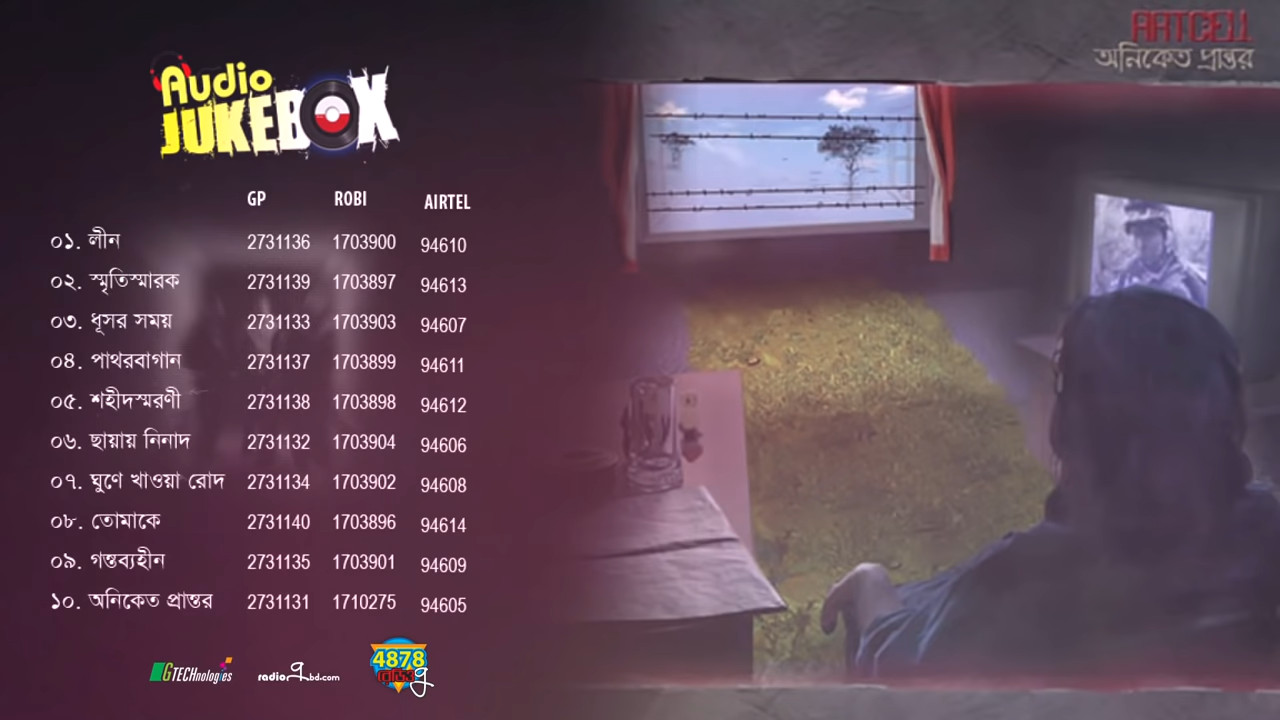 ARTCELL
অনিকেত প্রান্তর
Audio
JUKEBOX
GP ROBI AIRTEL
০১. লীন 2731136 1703900 94610
০২. স্মৃতিস্মারক 2731139 1703897 94613
০৩. ধূসর সময় 2731133 1703903 94607
০৪. পাথরবাগান 2731137 1703899 94611
০৫. শহীদস্মরণী 2731138 1703898 94612
০৬. ছায়ায় নিনাদ 2731132 1703904 94606
০৭. ঘুণে খাওয়া রোদ 2731134 1703902 94608
০৮. তোমাকে 2731140 1703896 94614
০৯. গন্তব্যহীন 2731135 1703901 94609
১০. অনিকেত প্রান্তর 2731131 1710275 94605
GTECHnologies radiogbd.com 4878
রেডিও g